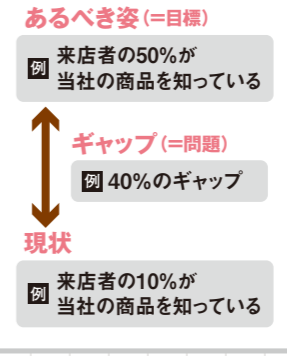 あるべき姿(=目標)
例 来店者の50%が
当社の商品を知っている
ギャップ(=問題)
例 40%のギャップ
現状
例 来店者の10%が
当社の商品を知っている